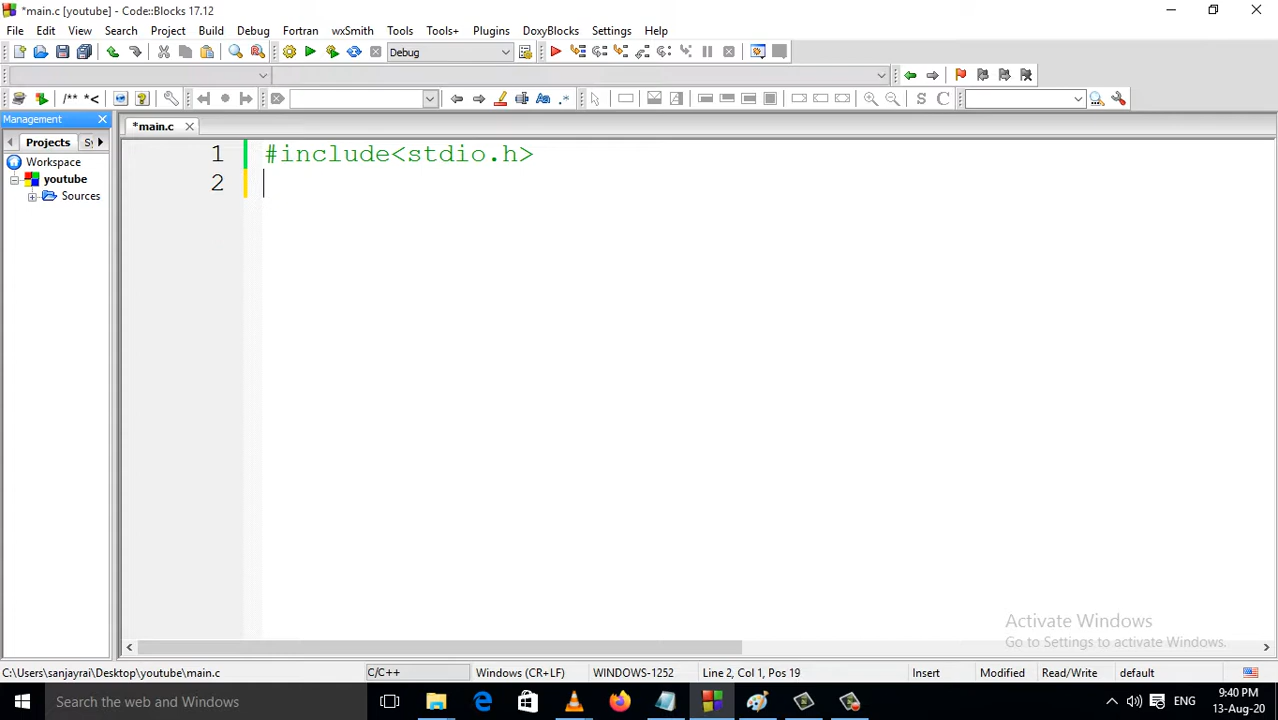 *main.c [youtube] - Code::Blocks 17.12
File Edit View Search Project Build Debug Fortran wxSmith Tools Tools+ Plugins DoxyBlocks Settings Help
Debug
/** *< 
S C
Management
Projects
*main.c
Workspace
youtube
Sources
1 #include<stdio.h>
2
Activate Windows
Go to Settings to activate Windows.
C:\Users\sanjayrai\Desktop\youtube\main.c C/C++ Windows (CR+LF) WINDOWS-1252 Line 2, Col 1, Pos 19 Insert Modified Read/Write default
Search the web and Windows
ENG
9:40 PM
13-Aug-20